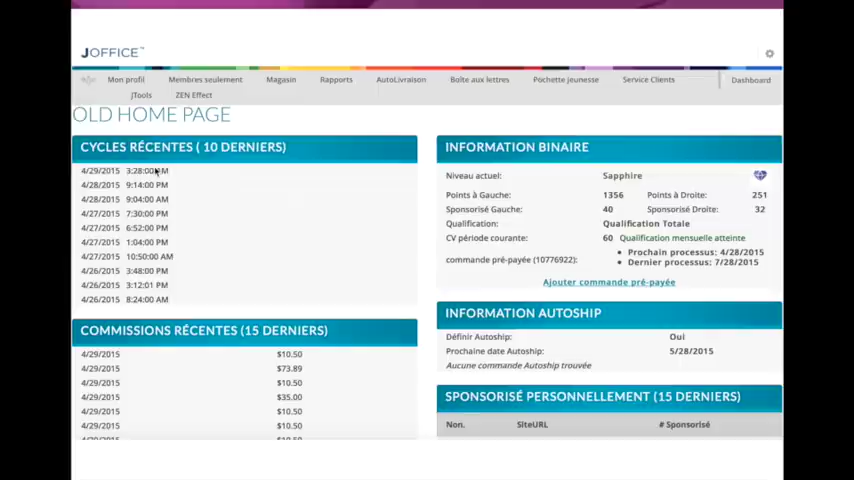 JOFFICE™
Mon profil Membres seulement Magasin Rapports AutoLivraison Boîte aux lettres Pochette jeunesse Service Clients Dashboard
JTools ZEN Effect
OLD HOME PAGE
CYCLES RÉCENTES ( 10 DERNIERS)
4/29/2015 3:28:00 AM
4/28/2015 9:14:00 PM
4/28/2015 9:04:00 AM
4/27/2015 7:30:00 PM
4/27/2015 6:52:00 PM
4/27/2015 1:04:00 PM
4/27/2015 10:50:00 AM
4/26/2015 3:48:00 PM
4/26/2015 3:12:01 PM
4/26/2015 8:24:00 AM
COMMISSIONS RÉCENTES (15 DERNIERS)
4/29/2015 $10.50
4/29/2015 $73.89
4/29/2015 $10.50
4/29/2015 $35.00
4/29/2015 $10.50
4/29/2015 $10.50
4/29/2015 $10.50
INFORMATION BINAIRE
Niveau actuel: Sapphire
Points à Gauche: 1356 Points à Droite: 251
Sponsorisé Gauche: 40 Sponsorisé Droite: 32
Qualification: Qualification Totale
CV période courante: 60 Qualification mensuelle atteinte
commande pré-payée (10776922):
• Prochain processus: 4/28/2015
• Dernier processus: 7/28/2015
Ajouter commande pré-payée
INFORMATION AUTOSHIP
Définir Autoship: Oui
Prochaine date Autoship: 5/28/2015
Aucune commande Autoship trouvée
SPONSORISÉ PERSONNELLEMENT (15 DERNIERS)
Non. SiteURL # Sponsorisé